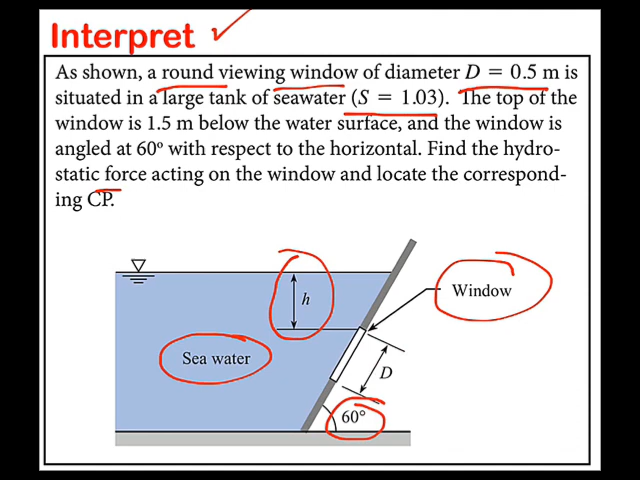 Interpret
As shown, a round viewing window of diameter D = 0.5 m is
situated in a large tank of seawater (S = 1.03). The top of the
window is 1.5 m below the water surface, and the window is
angled at 60° with respect to the horizontal. Find the hydro-
static force acting on the window and locate the correspond-
ing CP.
h
Window
Sea water
D
60°